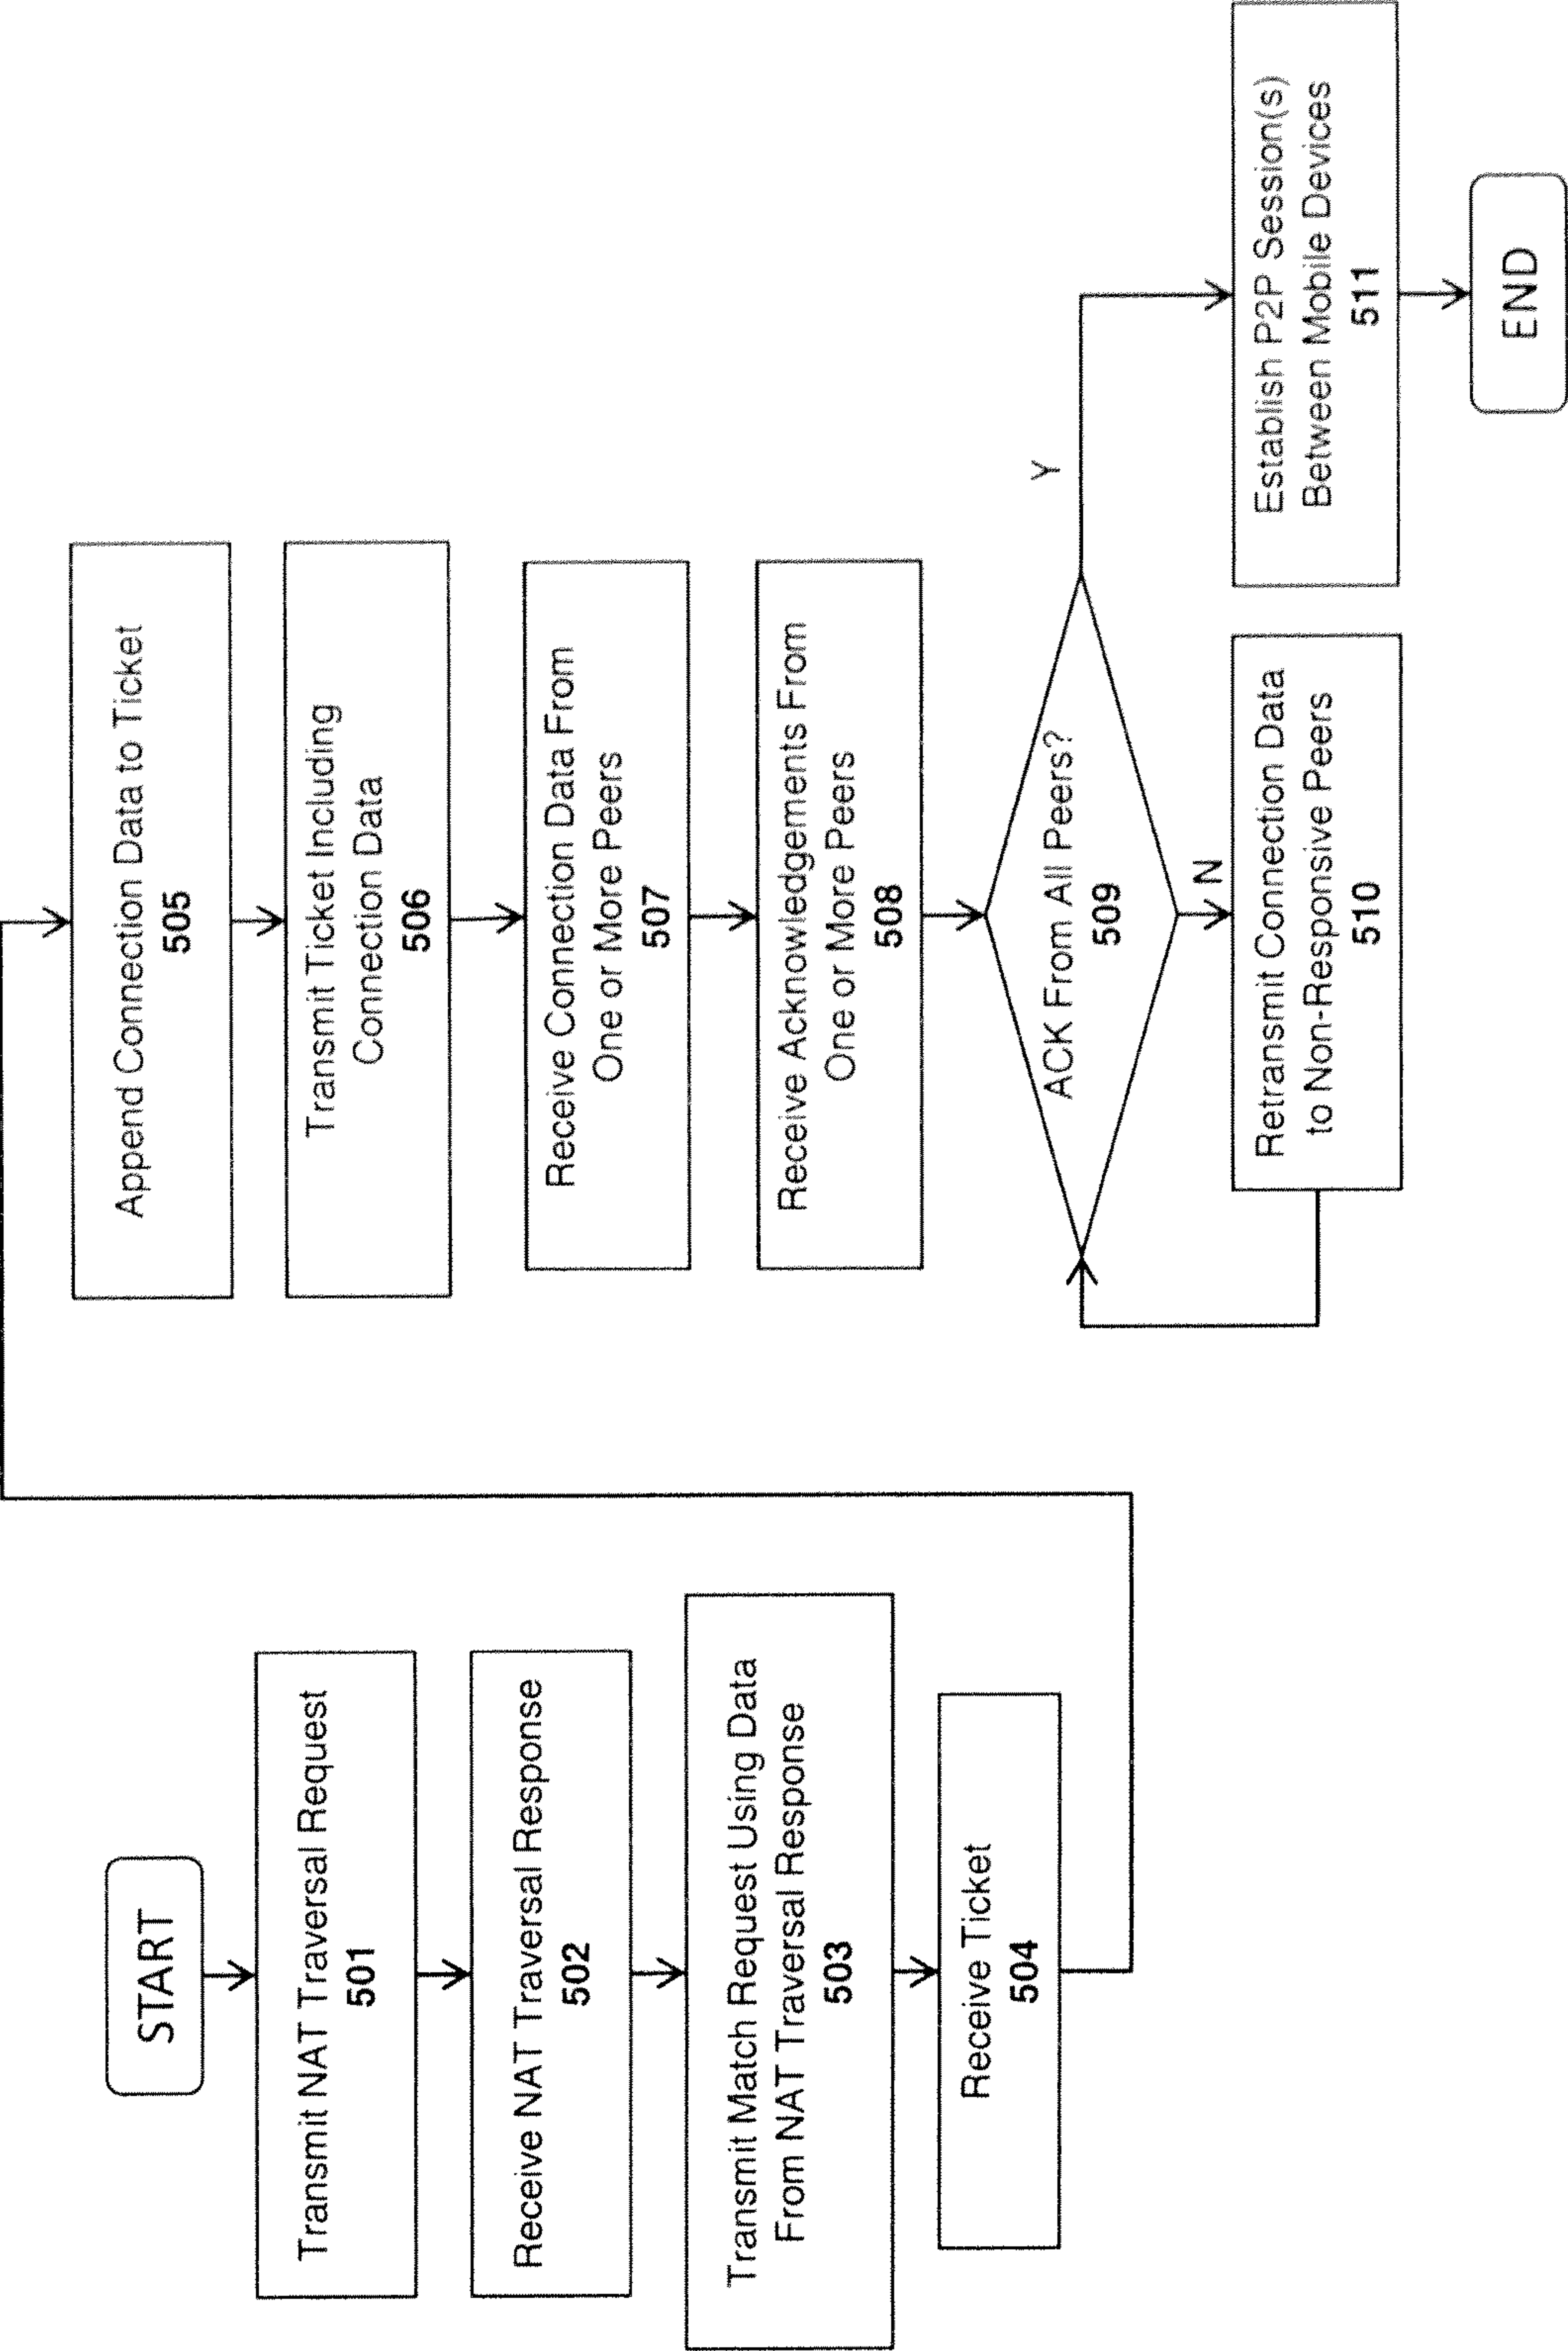 START
Transmit NAT Traversal Request
501
Receive NAT Traversal Response
502
Transmit Match Request Using Data
From NAT Traversal Response
503
Receive Ticket
504
Append Connection Data to Ticket
505
Transmit Ticket Including
Connection Data
506
Receive Connection Data From
One or More Peers
507
Receive Acknowledgements From
One or More Peers
508
ACK From All Peers?
509
N
Y
Retransmit Connection Data
to Non-Responsive Peers
510
Establish P2P Session(s)
Between Mobile Devices
511
END